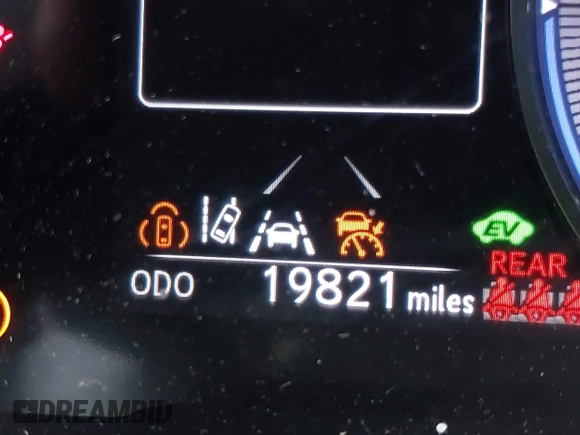 EV
REAR
ODO 19821 miles
DREAMBID